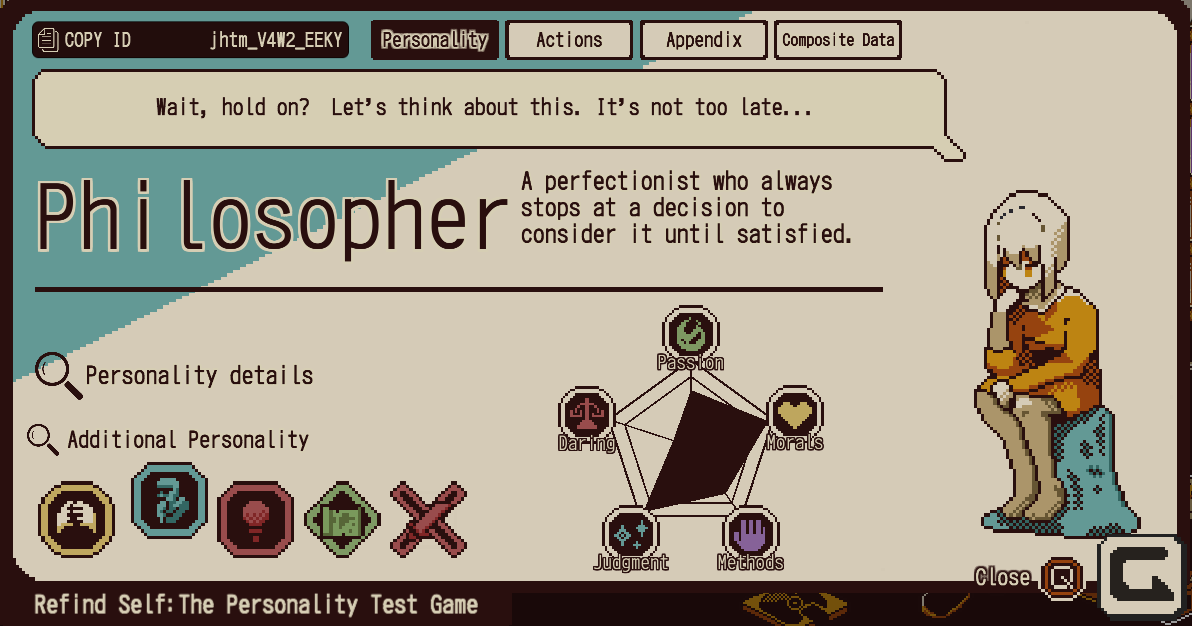 COPY ID jhtm_V4W2_EEKY Personality Actions Appendix Composite Data
Wait, hold on? Let's think about this. It's not too late...
Philosopher
A perfectionist who always
stops at a decision to
consider it until satisfied.
Personality details
Additional Personality
Passion
Daring
Morals
Judgment
Methods
Close Q
Refind Self: The Personality Test Game